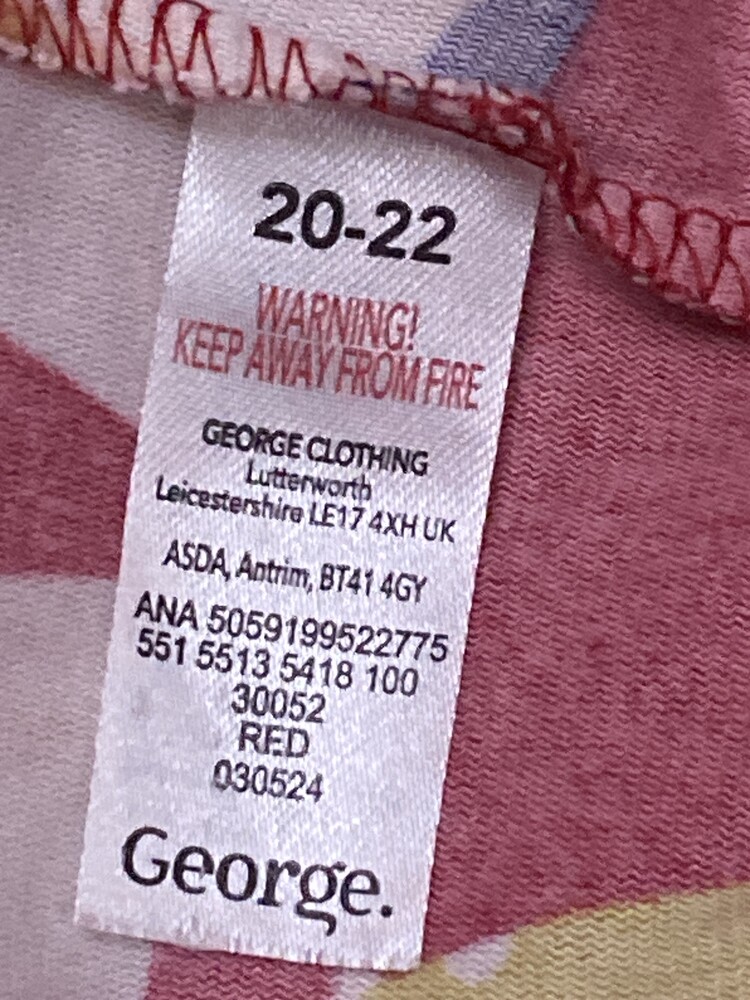 20-22
WARNING!
KEEP AWAY FROM FIRE
GEORGE CLOTHING
Lutterworth
Leicestershire LE17 4XH UK
ASDA, Antrim, BT41 4GY
ANA 5059199522775
551 5513 5418 100
30052
RED
030524
George.